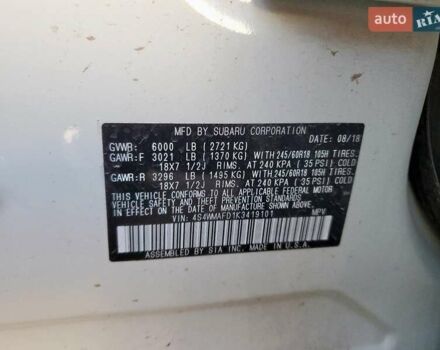 AUTO.RIA
MFD BY SUBARU CORPORATION
DATE: 08/18
GVWR: 6000 LB (2721 KG)
GAWR:F 3021 LB (1370 KG) WITH 245/60R18 105H TIRES,
18X7 1/2J RIMS, AT 240 KPA (35 PSI) COLD
GAWR:R 3296 LB (1495 KG) WITH 245/60R18 105H TIRES,
18X7 1/2J RIMS, AT 240 KPA (35 PSI) COLD
THIS VEHICLE CONFORMS TO ALL APPLICABLE FEDERAL MOTOR
VEHICLE SAFETY AND THEFT PREVENTION STANDARDS IN
EFFECT ON THE DATE OF MANUFACTURE SHOWN ABOVE.
VIN: 4S4WMAFD1K3419101 MPV
ASSEMBLED BY SIA INC. MADE IN U.S.A.